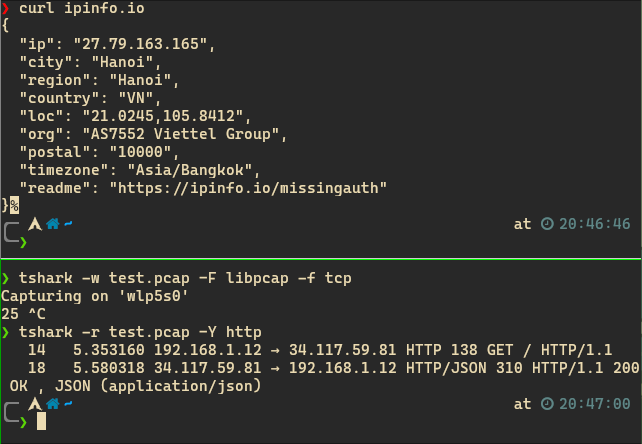 ❯ curl ipinfo.io
{
  "ip": "27.79.163.165",
  "city": "Hanoi",
  "region": "Hanoi",
  "country": "VN",
  "loc": "21.0245,105.8412",
  "org": "AS7552 Viettel Group",
  "postal": "10000",
  "timezone": "Asia/Bangkok",
  "readme": "https://ipinfo.io/missingauth"
}%
~ at 20:46:46
❯
❯ tshark -w test.pcap -F libpcap -f tcp
Capturing on 'wlp5s0'
25 ^C
❯ tshark -r test.pcap -Y http
   14   5.353160 192.168.1.12 → 34.117.59.81 HTTP 138 GET / HTTP/1.1
   18   5.580318 34.117.59.81 → 192.168.1.12 HTTP/JSON 310 HTTP/1.1 200
 OK , JSON (application/json)
~ at 20:47:00
❯